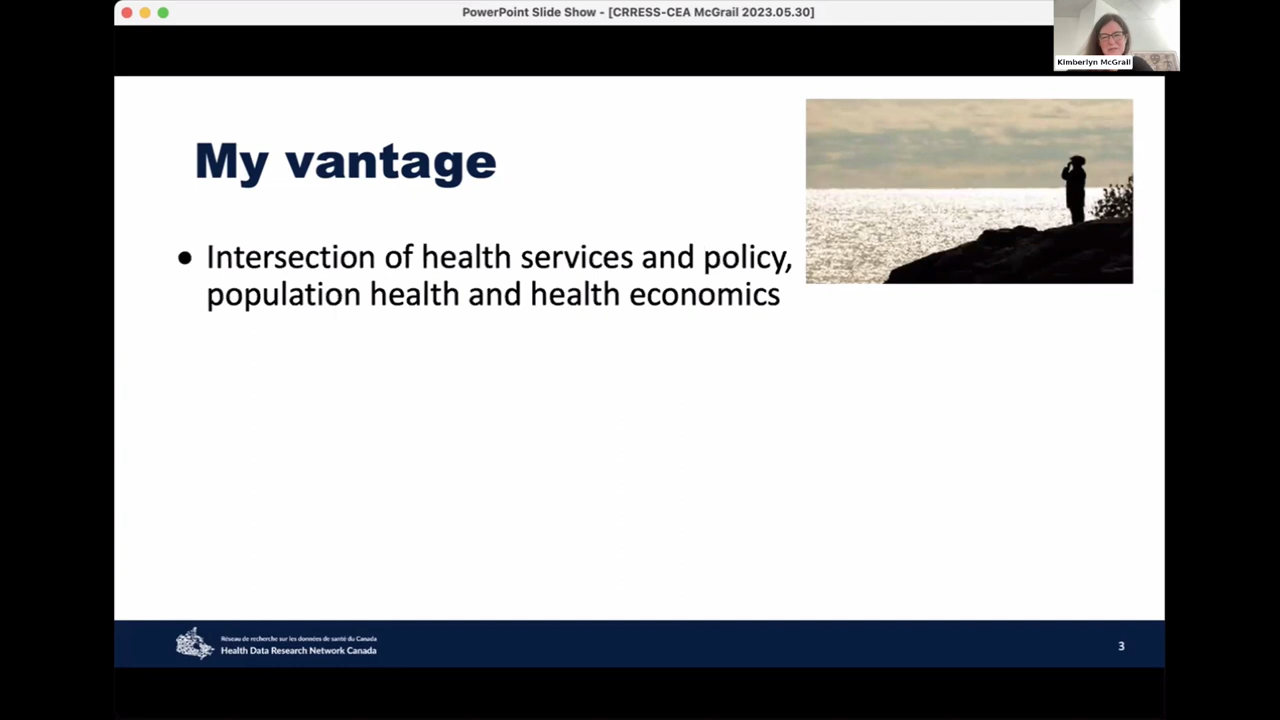 PowerPoint Slide Show - [CRRESS-CEA McGrail 2023.05.30]
Kimberlyn McGrail
My vantage
• Intersection of health services and policy,
population health and health economics
Réseau de recherche sur les données de santé du Canada
Health Data Research Network Canada
3